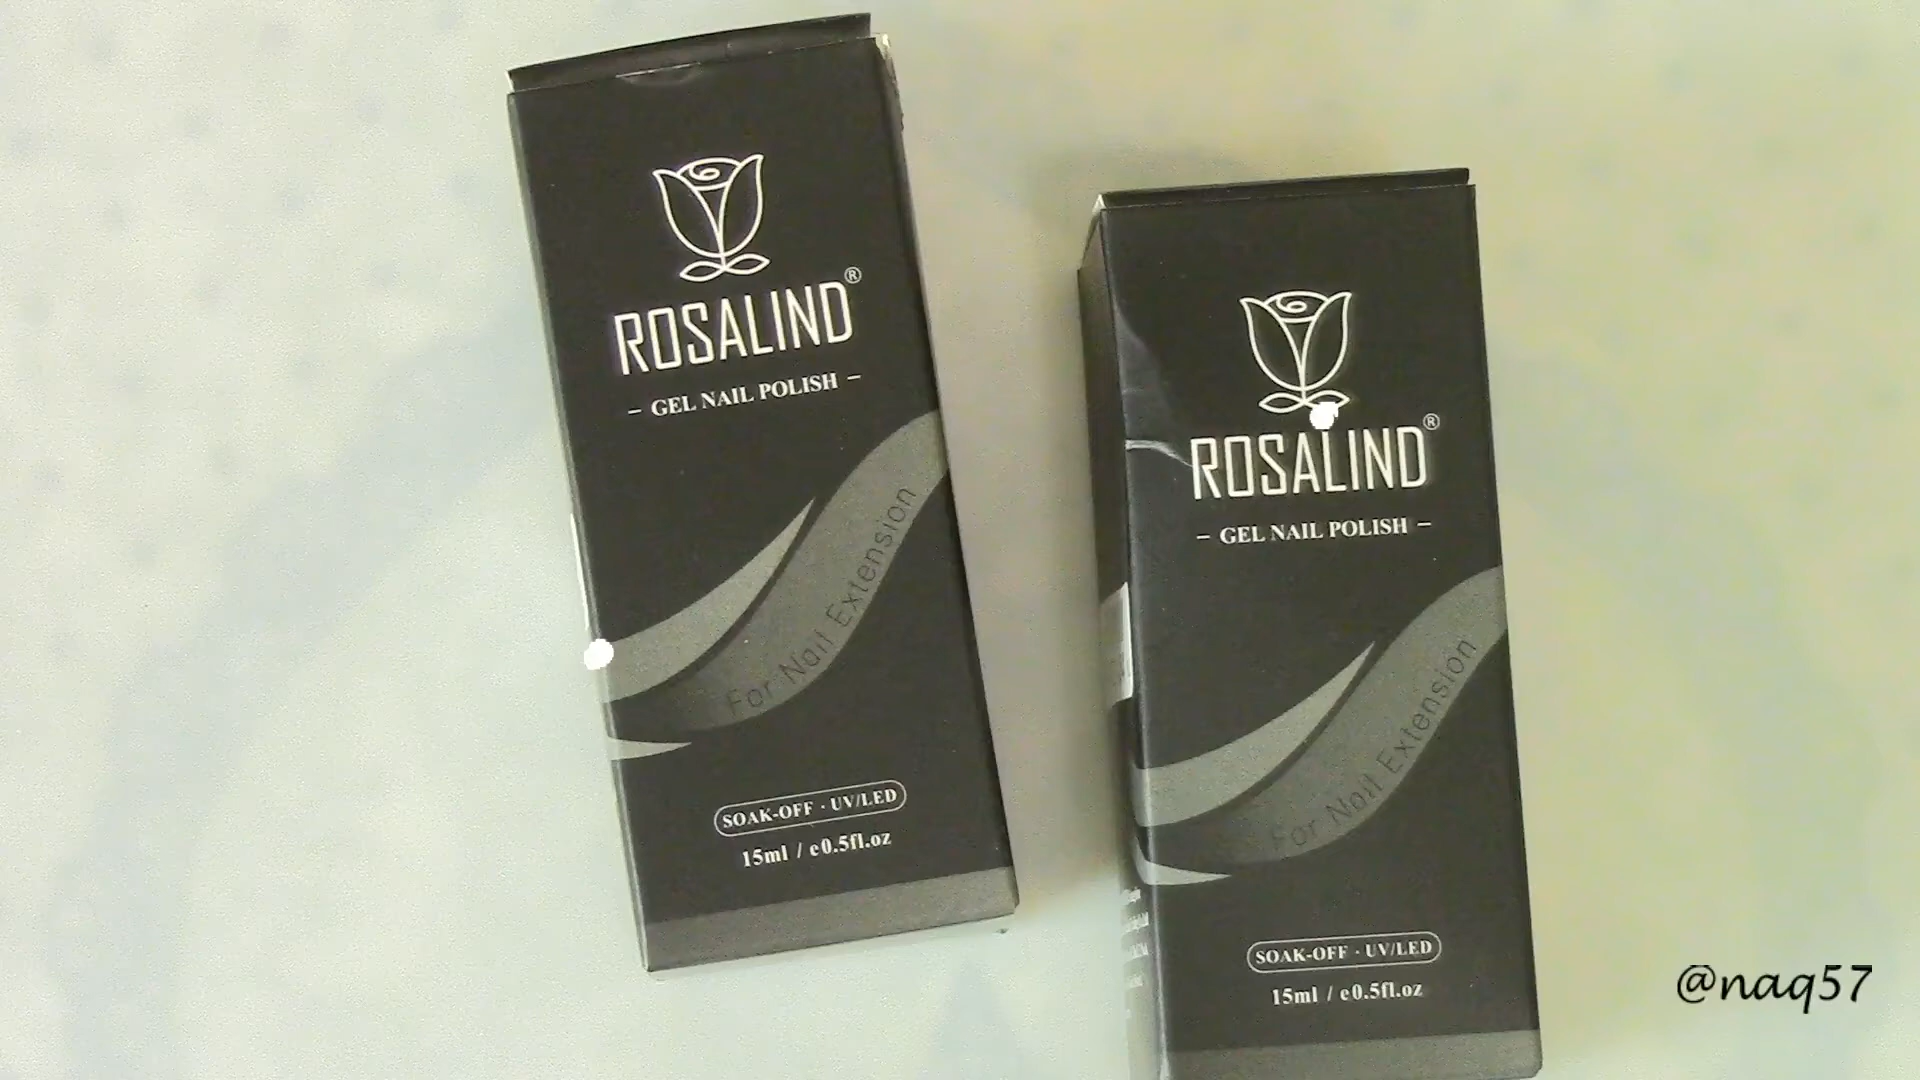 ROSALIND®
- GEL NAIL POLISH -
For Nail Extension
SOAK-OFF · UV/LED
15ml / e0.5fl.oz
ROSALIND®
- GEL NAIL POLISH -
For Nail Extension
SOAK-OFF · UV/LED
15ml / e0.5fl.oz
@naq57